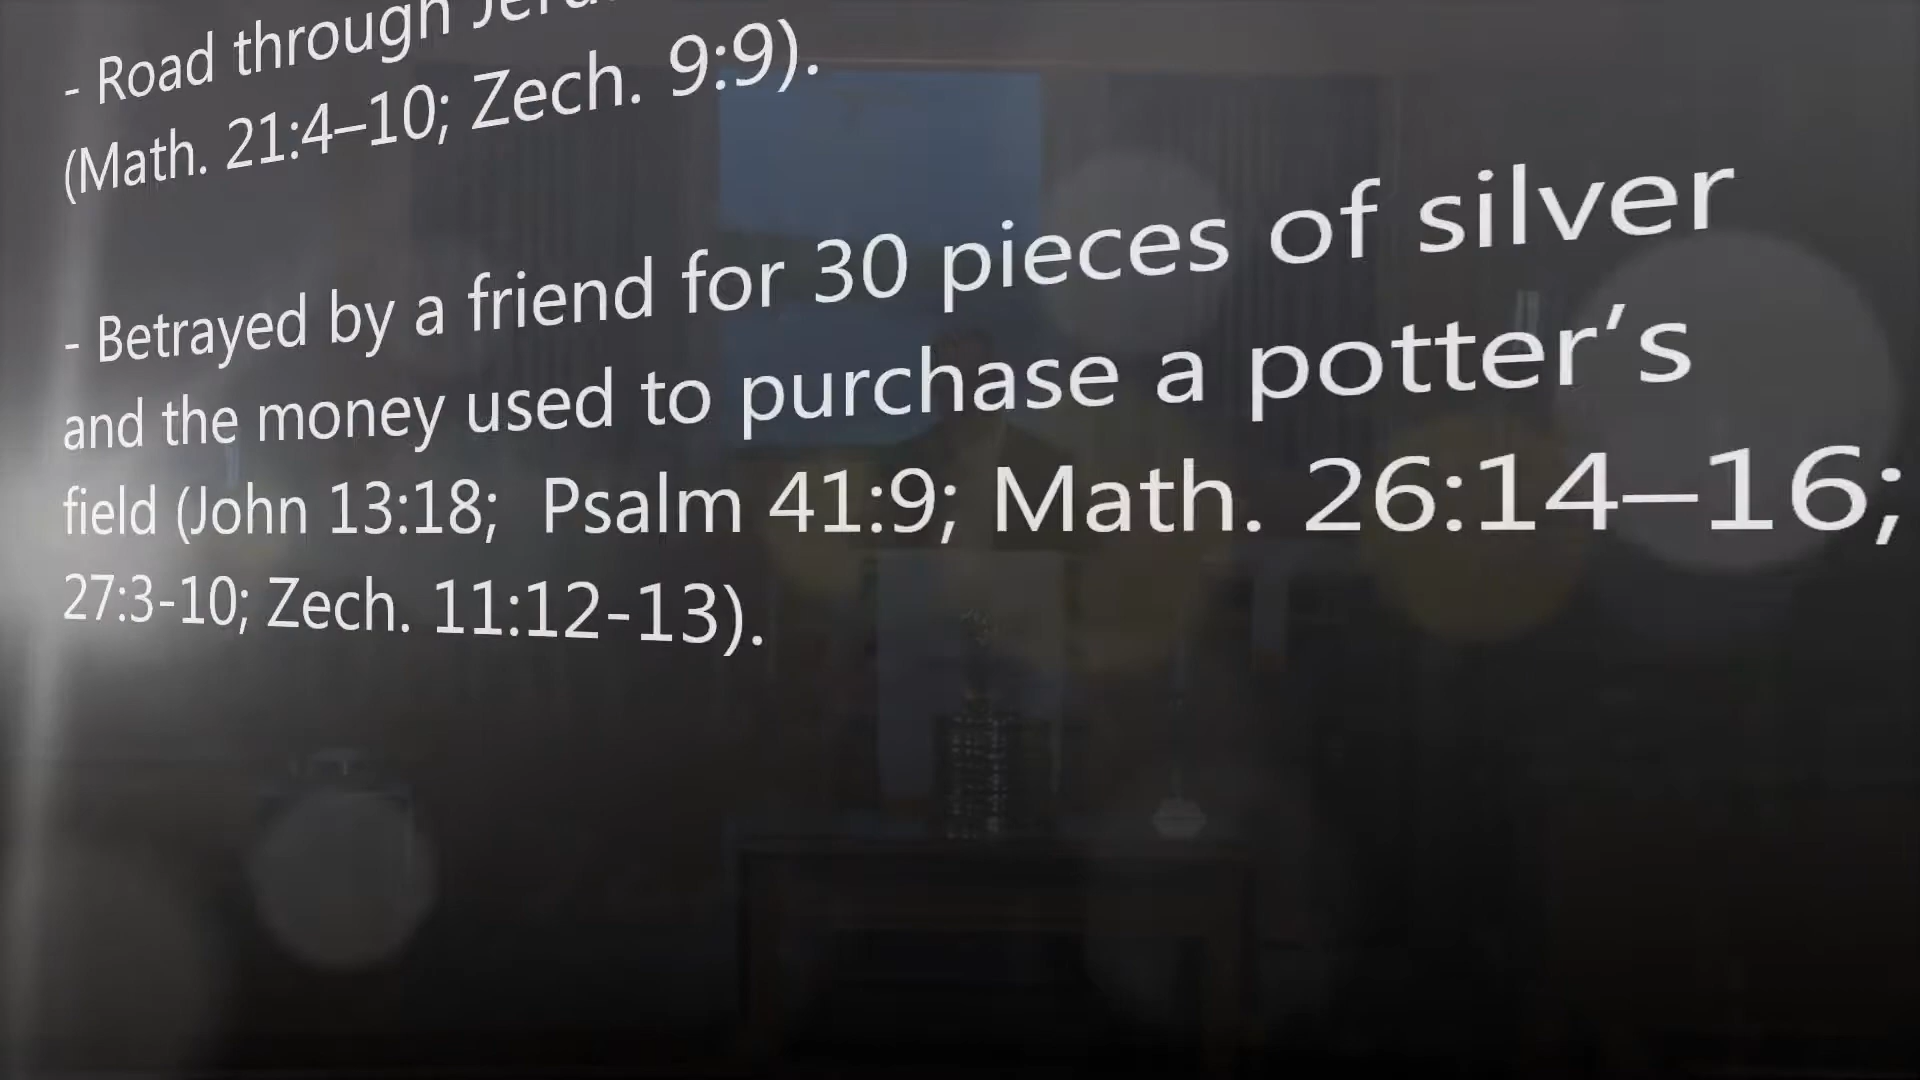 - Road through
(Math. 21:4–10; Zech. 9:9).
- Betrayed by a friend for 30 pieces of silver
and the money used to purchase a potter’s
field (John 13:18;  Psalm 41:9; Math. 26:14–16;
27:3-10; Zech. 11:12-13).